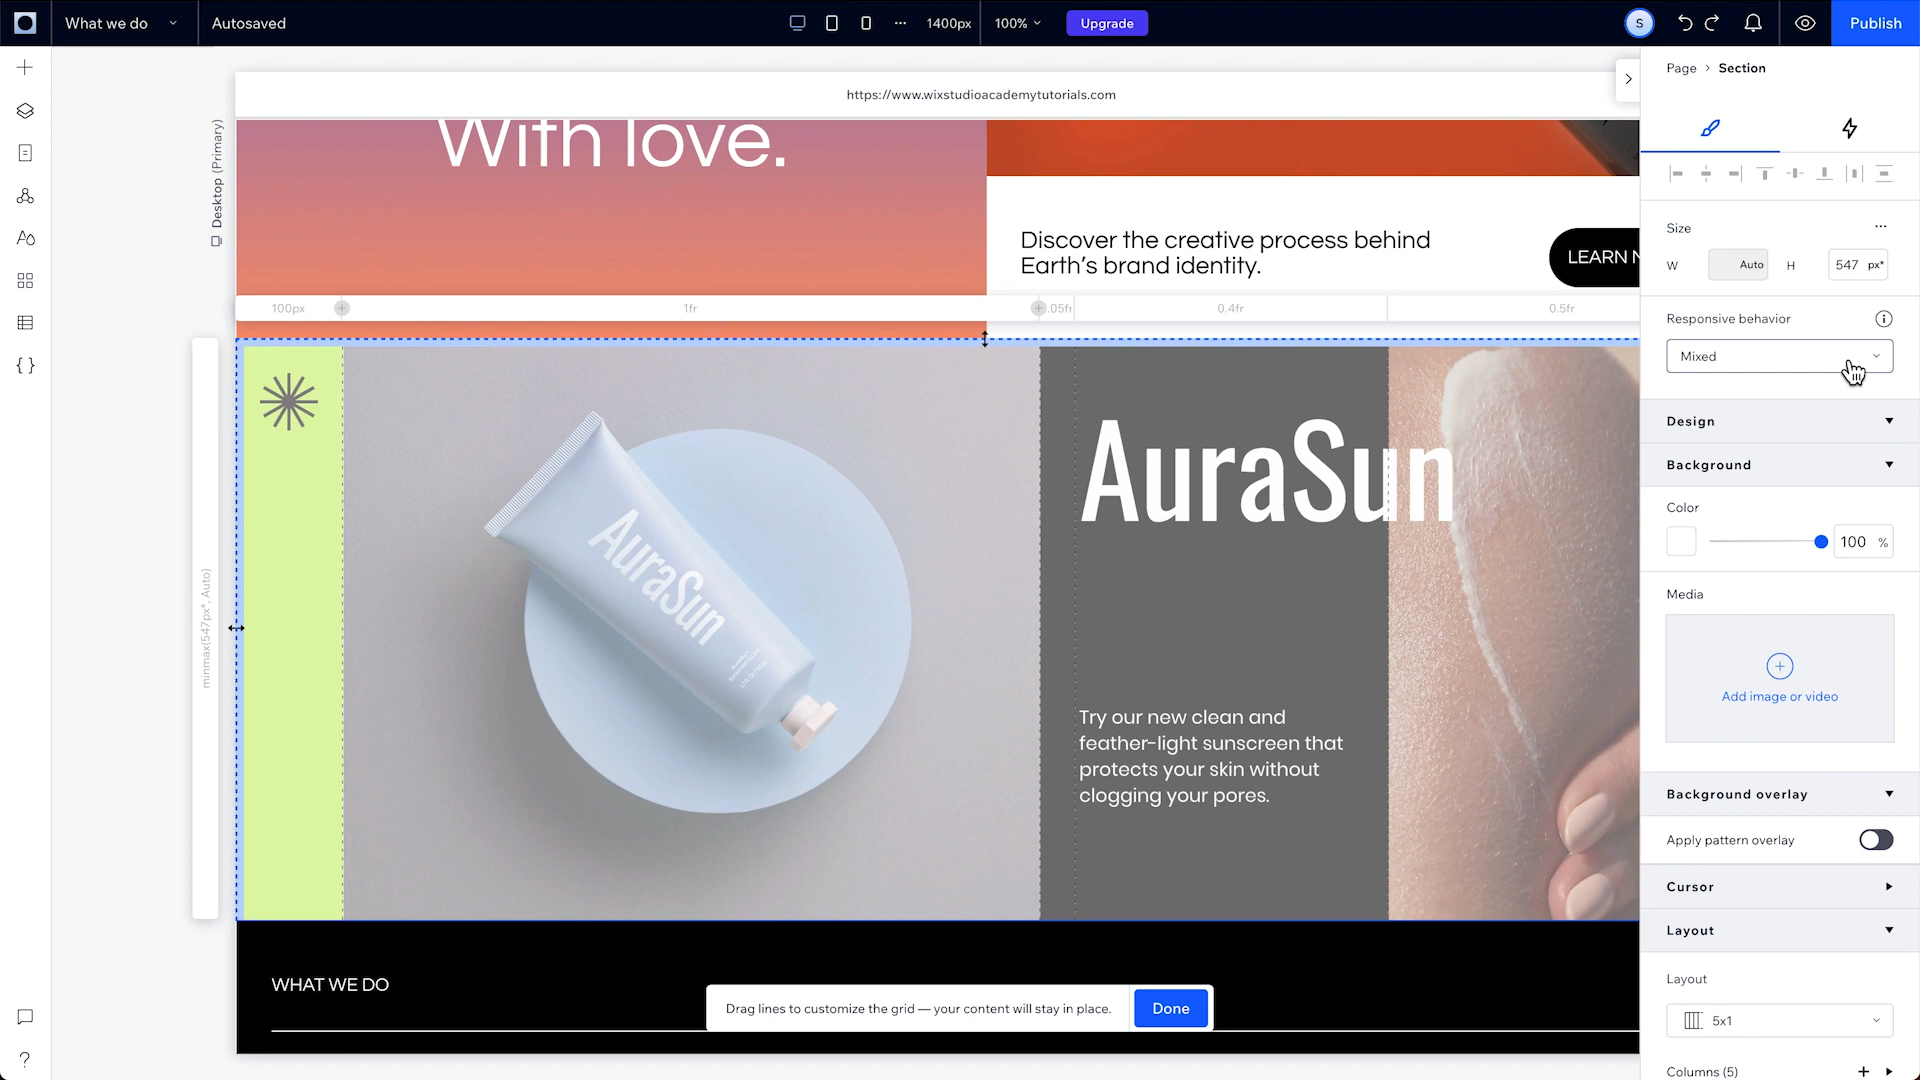 What we do
Autosaved
1400px
100%
Upgrade
S
Publish
https://www.wixstudioacademytutorials.com
Page > Section
Desktop (Primary)
With love.
Discover the creative process behind
Earth's brand identity.
LEARN M
100px
1fr
.05fr
0.4fr
0.5fr
minmax(547px*, Auto)
AuraSun
AuraSun
Try our new clean and
feather-light sunscreen that
protects your skin without
clogging your pores.
WHAT WE DO
Drag lines to customize the grid — your content will stay in place.
Done
Size
W
Auto
H
547 px*
Responsive behavior
Mixed
Design
Background
Color
100 %
Media
Add image or video
Background overlay
Apply pattern overlay
Cursor
Layout
Layout
5x1
Columns (5)